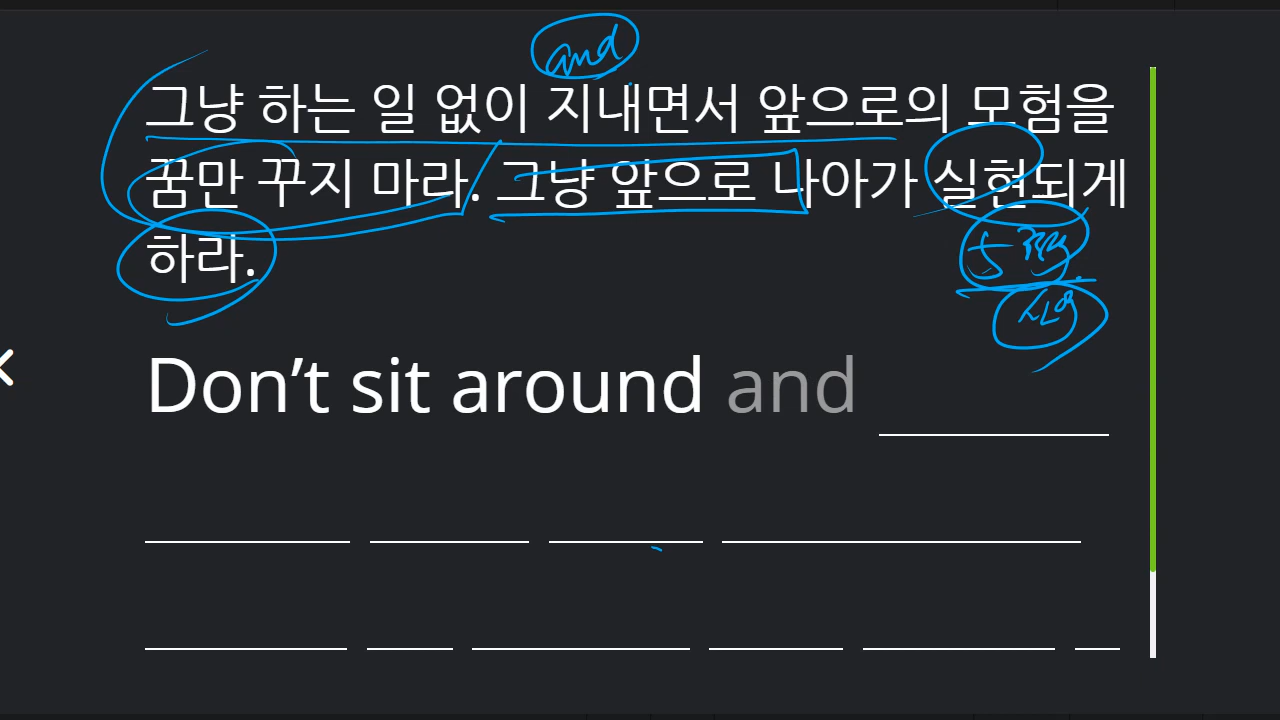 and
그냥 하는 일 없이 지내면서 앞으로의 모험을
꿈만 꾸지 마라. 그냥 앞으로 나아가 실현되게
하라.
Don’t sit around and